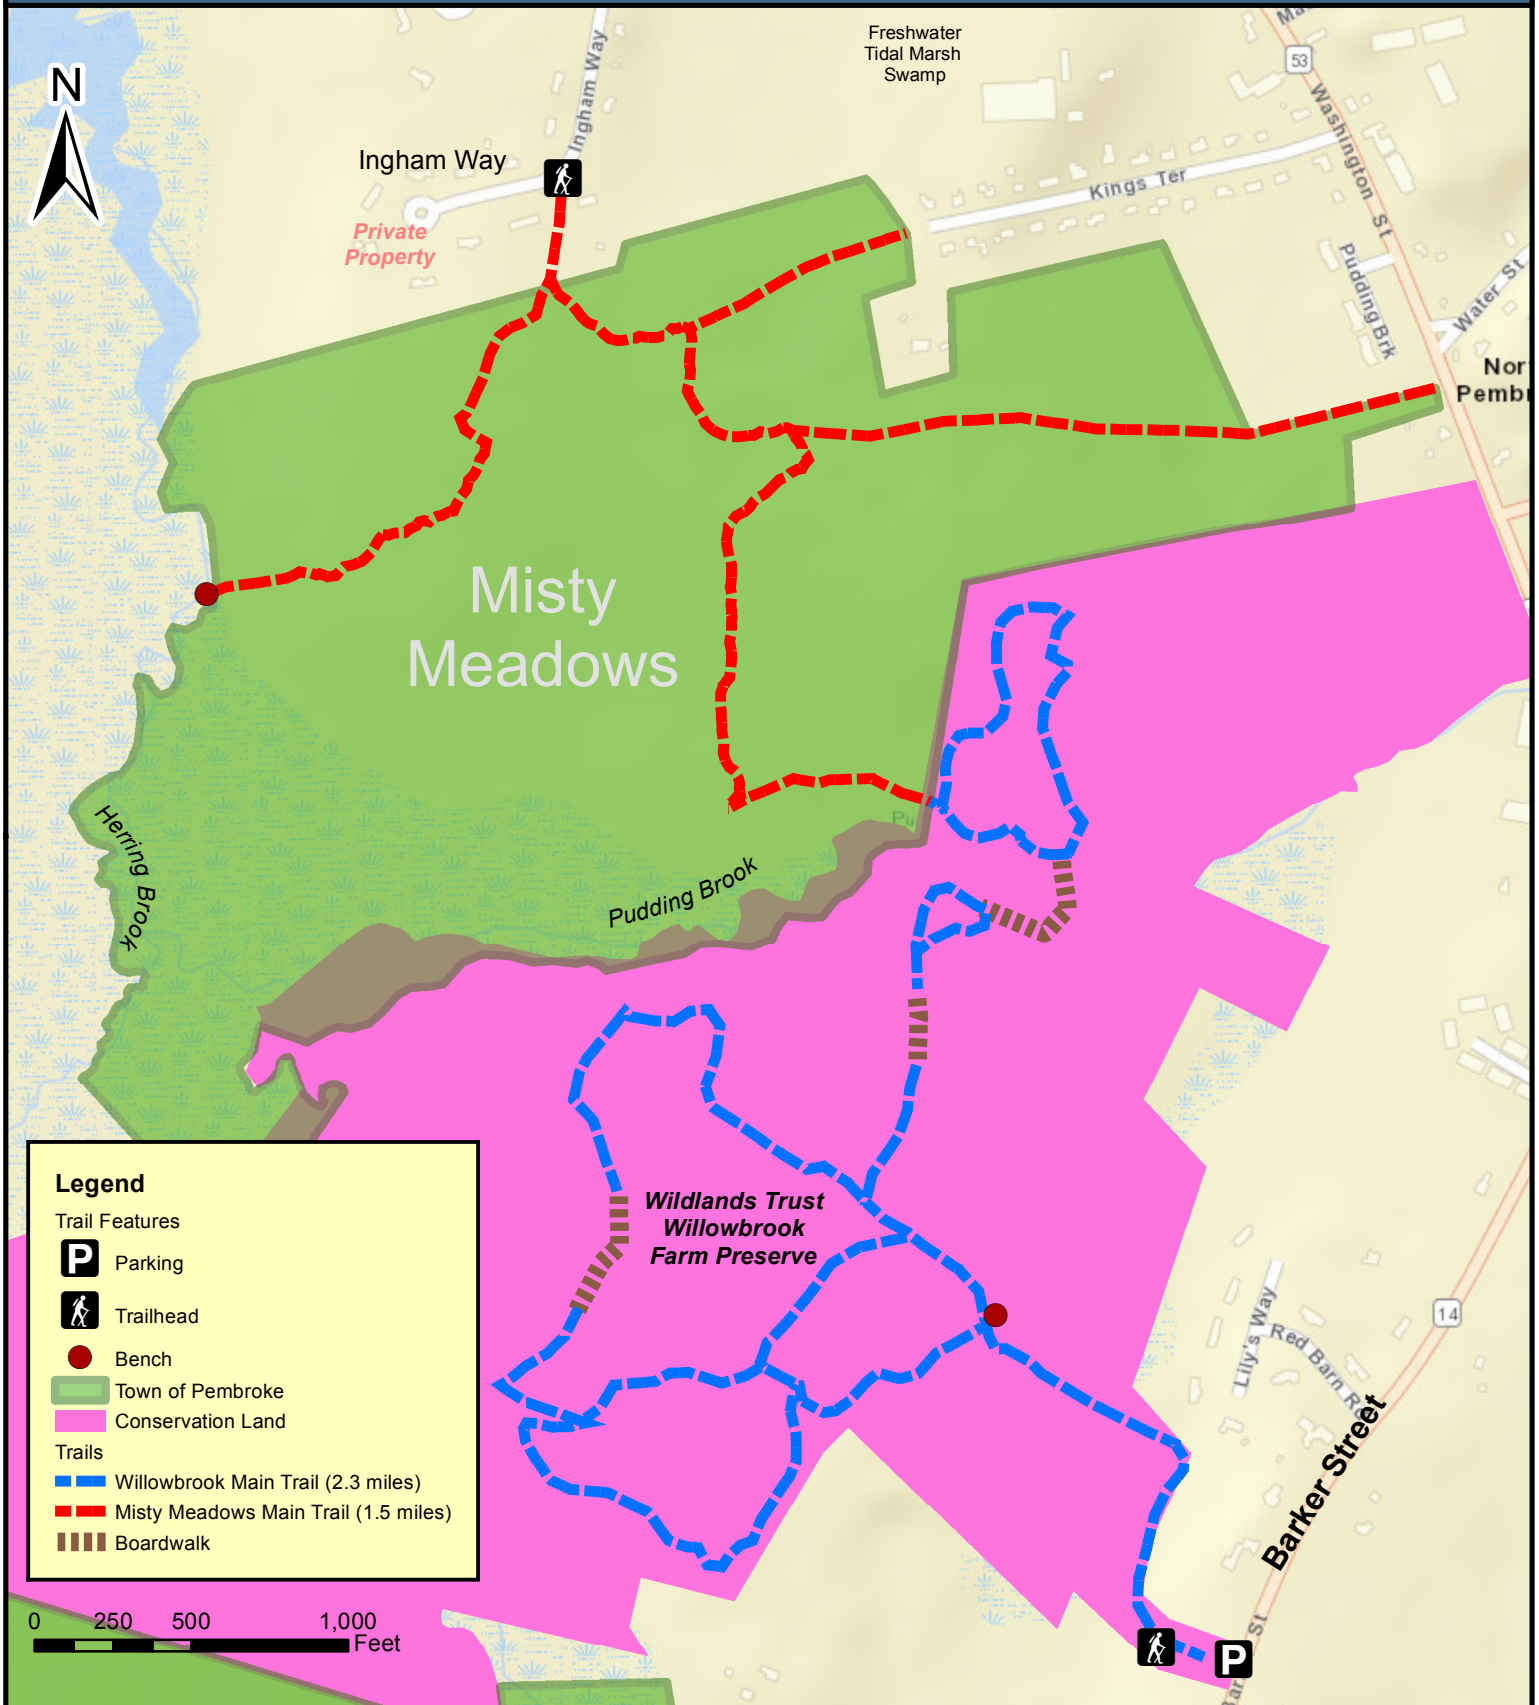 N
Freshwater
Tidal Marsh
Swamp
53
Ingham Way
Ingham Way
Washington St
Kings Ter
Private
Property
Pudding Brk
Water St
Misty
Meadows
Herring Brook
Pudding Brook
Wildlands Trust
Willowbrook
Farm Preserve
14
Lily's Way
Red Barn Rd
Barker Street
St
P
Legend
Trail Features
P Parking
Trailhead
Bench
Town of Pembroke
Conservation Land
Trails
Willowbrook Main Trail (2.3 miles)
Misty Meadows Main Trail (1.5 miles)
Boardwalk
0 250 500 1,000
Feet